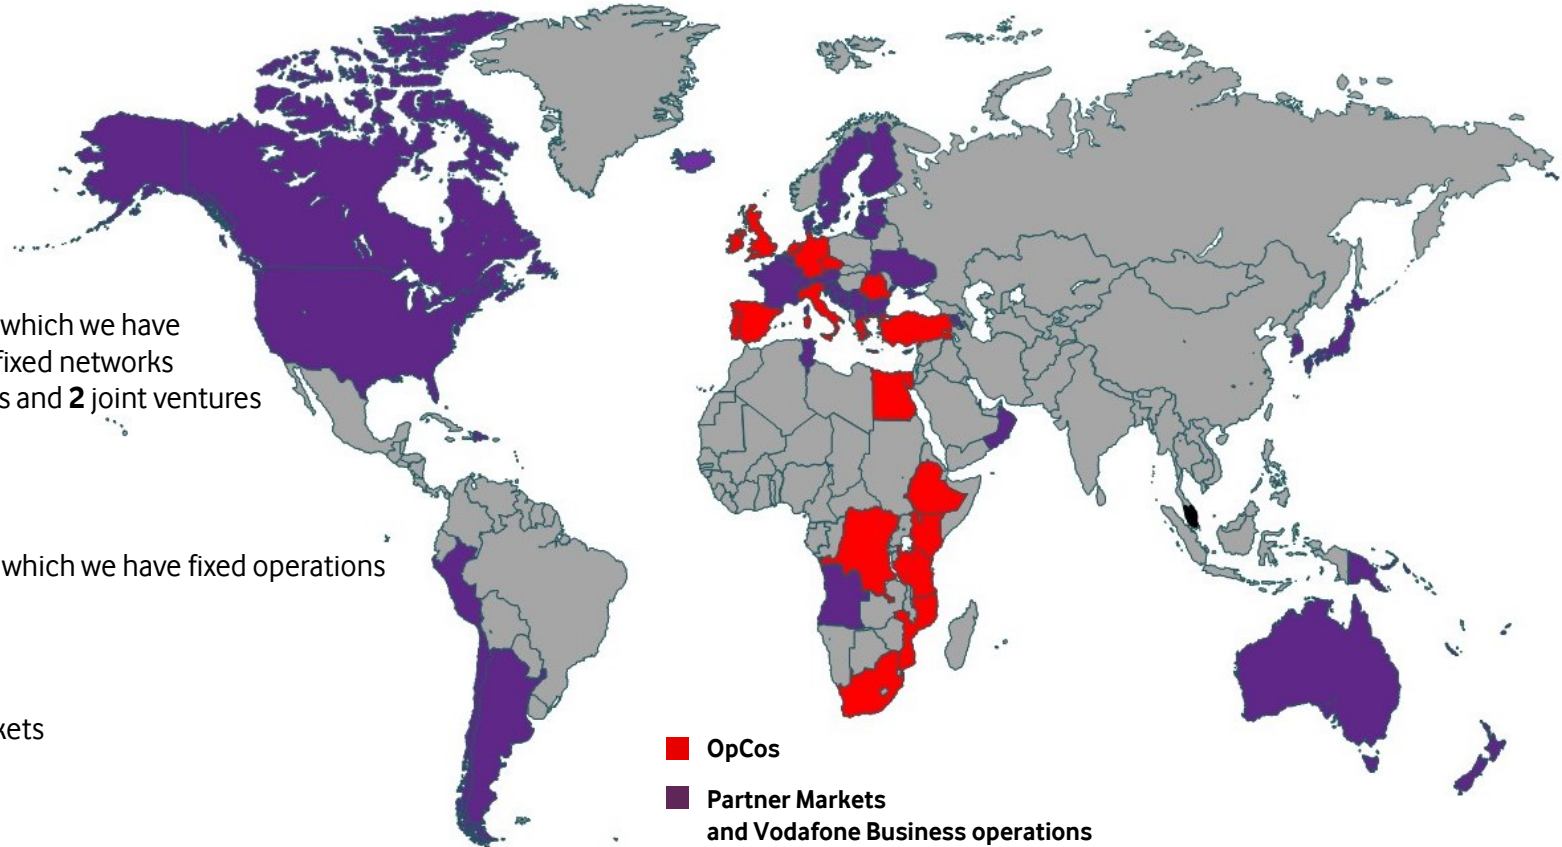 which we have
fixed networks
s and 2 joint ventures
which we have fixed operations
kets
OpCos
Partner Markets
and Vodafone Business operations